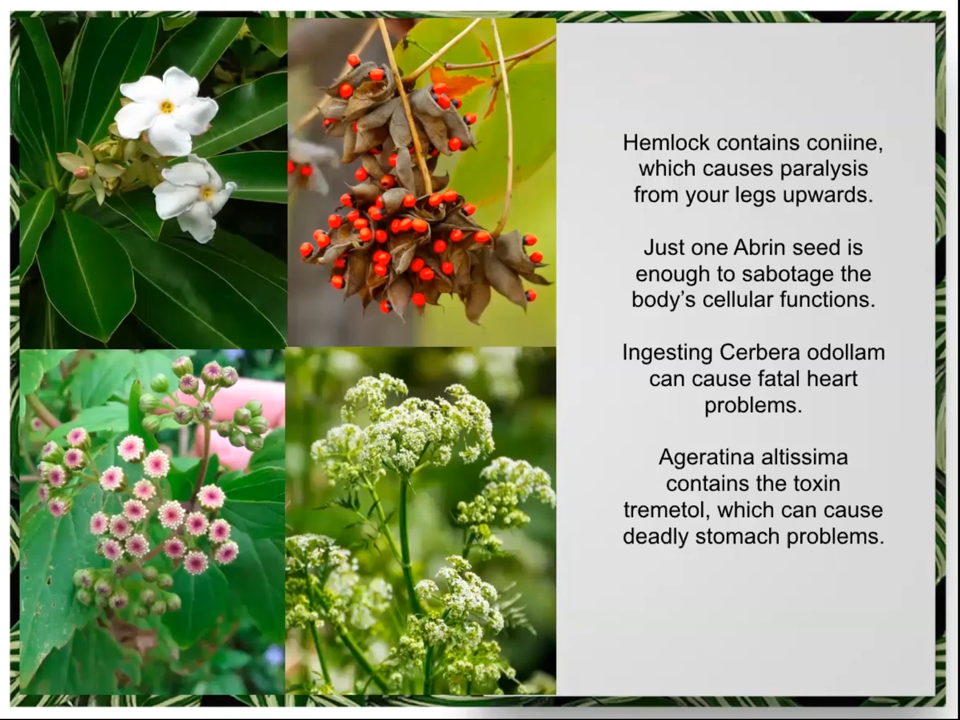 Hemlock contains coniine,
which causes paralysis
from your legs upwards.
Just one Abrin seed is
enough to sabotage the
body’s cellular functions.
Ingesting Cerbera odollam
can cause fatal heart
problems.
Ageratina altissima
contains the toxin
tremetol, which can cause
deadly stomach problems.